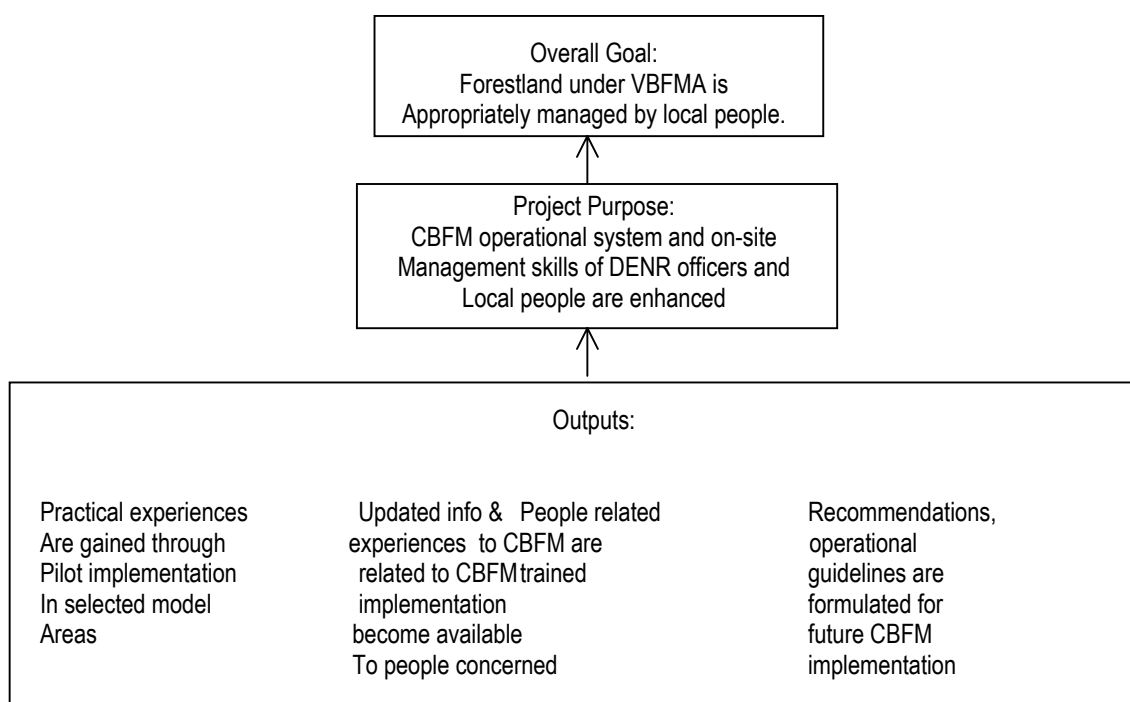 Overall Goal:
Forestland under VBFMA is
Appropriately managed by local people.
Project Purpose:
CBFM operational system and on-site
Management skills of DENR officers and
Local people are enhanced
Outputs:
Practical experiences
Are gained through
Pilot implementation
In selected model
Areas
Updated info &
experiences
related to CBFM
implementation
become available
To people concerned
People related
to CBFM are
trained
Recommendations,
operational
guidelines are
formulated for
future CBFM
implementation